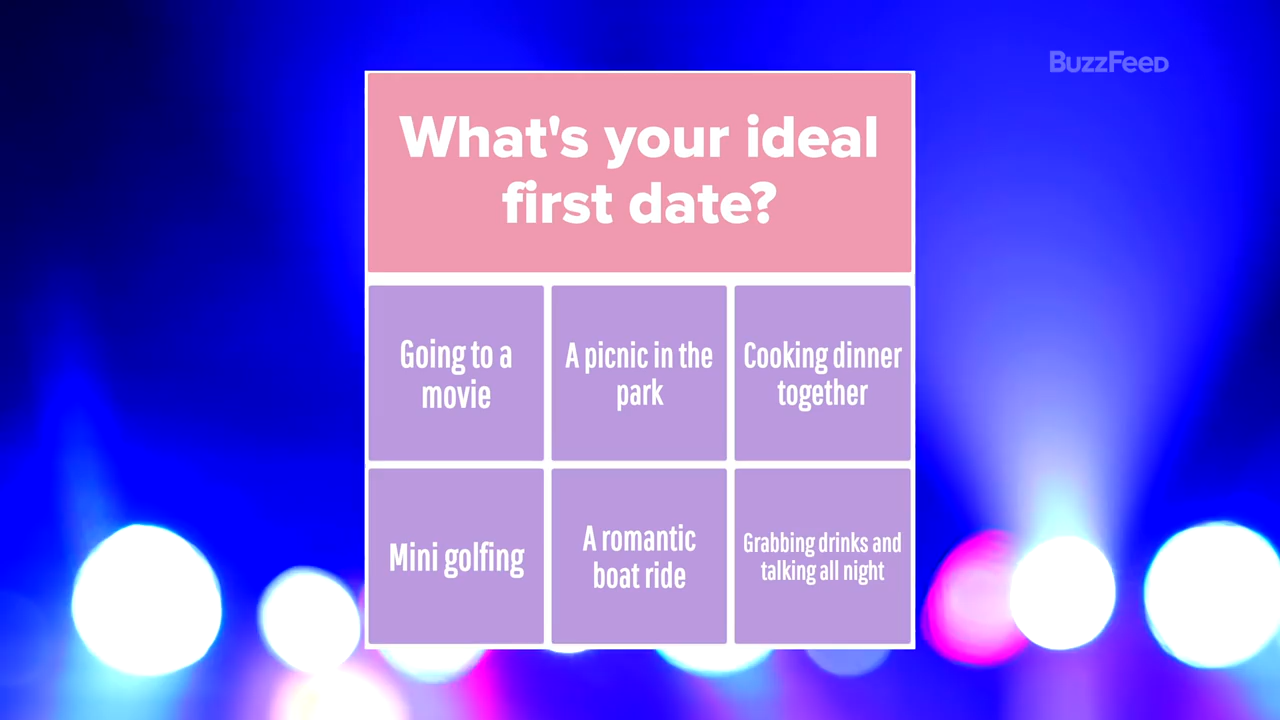 BuzzFeed
What's your ideal
first date?
Going to a
movie
A picnic in the
park
Cooking dinner
together
Mini golfing
A romantic
boat ride
Grabbing drinks and
talking all night